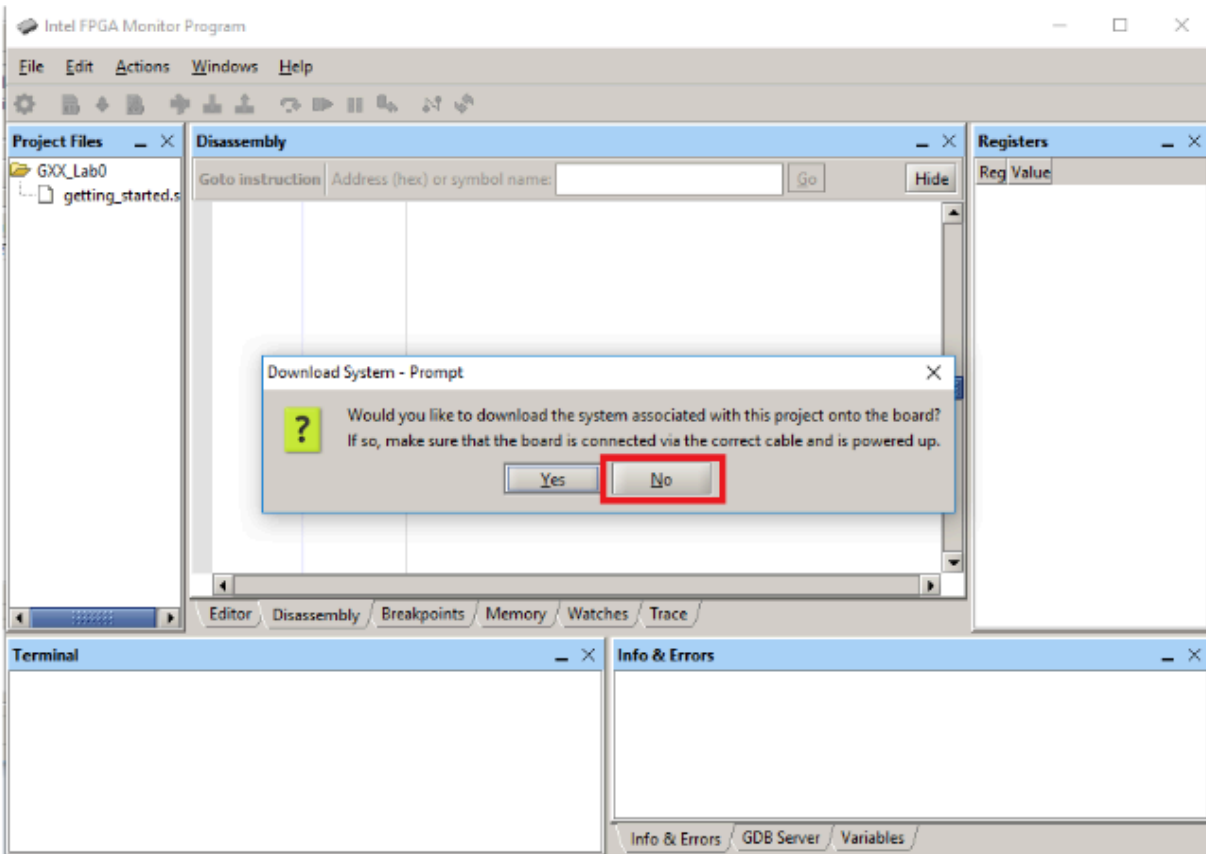 Intel FPGA Monitor Program
File Edit Actions Windows Help
Project Files
GXX_Lab0
getting_started.s
Disassembly
Goto instruction Address (hex) or symbol name: Go Hide
Registers
Reg Value
Download System - Prompt
?
Would you like to download the system associated with this project onto the board?
If so, make sure that the board is connected via the correct cable and is powered up.
Yes No
Editor Disassembly Breakpoints Memory Watches Trace
Terminal
Info & Errors
Info & Errors GDB Server Variables